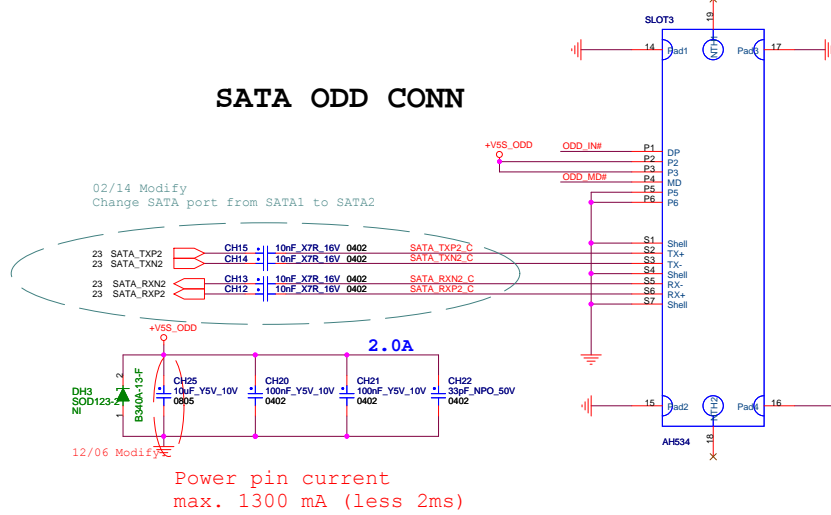 SLOT3
19
NTH1
14
Pad1
Pad3
17
SATA ODD CONN
+V5S_ODD
ODD_IN#
P1
DP
P2
P2
P3
P3
ODD_MD#
P4
MD
P5
P5
P6
P6
02/14 Modify
Change SATA port from SATA1 to SATA2
S1
Shell
23 SATA_TXP2
CH15
10nF_X7R_16V 0402
SATA_TXP2_C
S2
TX+
23 SATA_TXN2
CH14
10nF_X7R_16V 0402
SATA_TXN2_C
S3
TX-
S4
Shell
23 SATA_RXN2
CH13
10nF_X7R_16V 0402
SATA_RXN2_C
S5
RX-
23 SATA_RXP2
CH12
10nF_X7R_16V 0402
SATA_RXP2_C
S6
RX+
S7
Shell
+V5S_ODD
2.0A
DH3
SOD123-2
NI
2
1
B340A-13-F
CH25
10uF_Y5V_10V
0805
CH20
100nF_Y5V_10V
0402
CH21
100nF_Y5V_10V
0402
CH22
33pF_NPO_50V
0402
15
Pad2
NTH2
Pad4
16
18
AH534
12/06 Modify
Power pin current
max. 1300 mA (less 2ms)